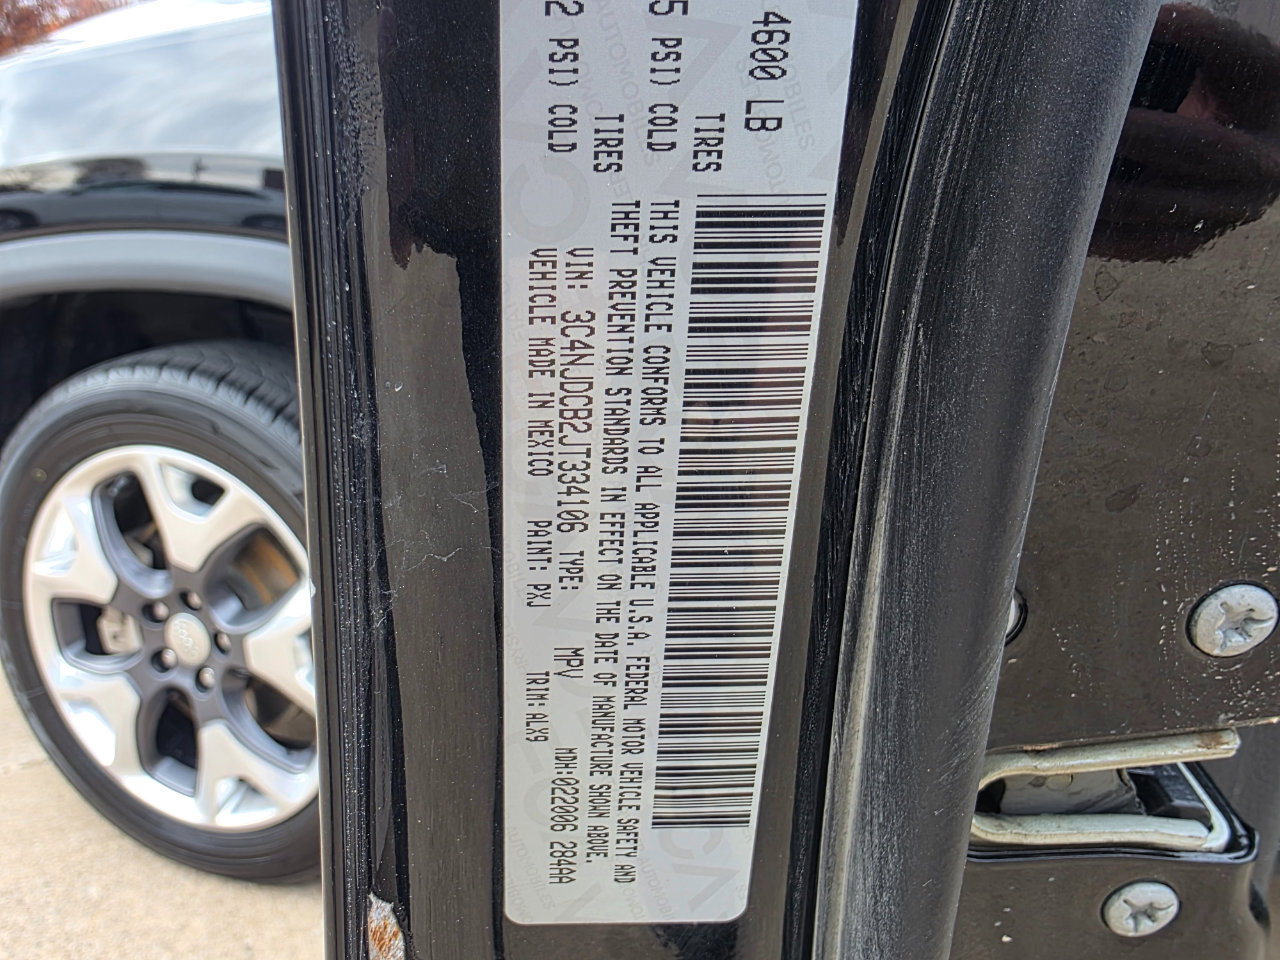 4600 LB
5 PSI) COLD TIRES
2 PSI) COLD TIRES
THIS VEHICLE CONFORMS TO ALL APPLICABLE U.S.A. FEDERAL MOTOR VEHICLE SAFETY AND
THEFT PREVENTION STANDARDS IN EFFECT ON THE DATE OF MANUFACTURE SHOWN ABOVE.
VIN: 3C4NJDCB2JT334106 TYPE: MPV MDH:022006 284AA
VEHICLE MADE IN MEXICO PAINT: PXJ TRIM: ALX9
Jeep